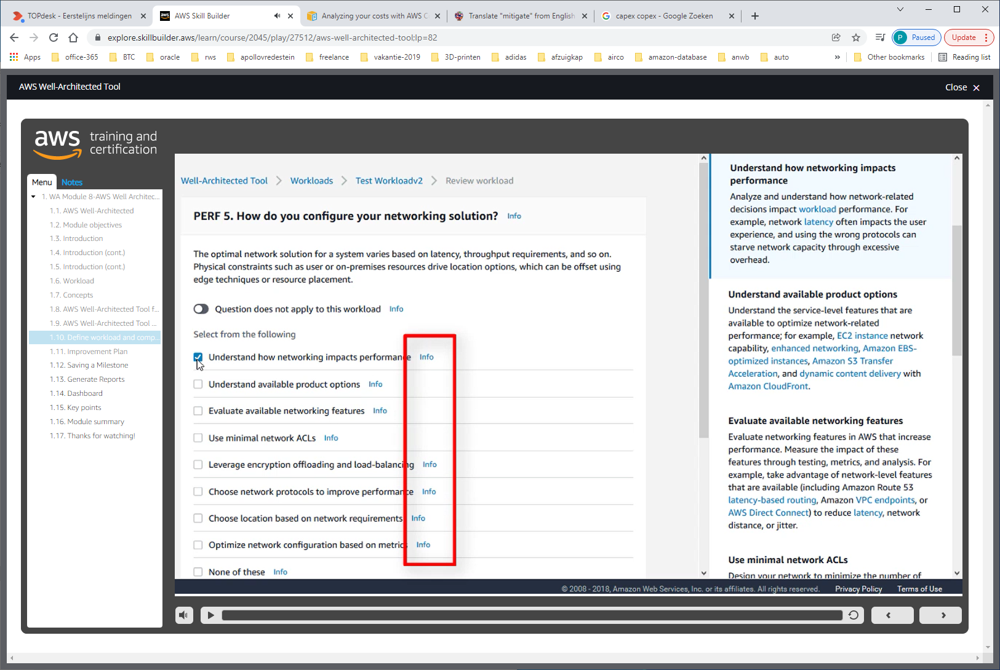 TOPdesk - Eerstelijns meldingen
AWS Skill Builder
Analyzing your costs with AWS C
Translate "mitigate" from English
capex copex - Google Zoeken
explore.skillbuilder.aws/learn/course/2045/play/27512/aws-well-architected-tool;lp=82
P Paused
Update
Apps office-365 BTC oracle rws apollovredestein freelance vakantie-2019 3D-printen adidas afzuigkap airco amazon-database anwb auto » Other bookmarks Reading list
AWS Well-Architected Tool
Close
aws training and
certification
Menu Notes
1. WA Module 8-AWS Well Architec...
1.1. AWS Well-Architected
1.2. Module objectives
1.3. Introduction
1.4. Introduction (cont.)
1.5. Introduction (cont.)
1.6. Workload
1.7. Concepts
1.8. AWS Well-Architected Tool f...
1.9. AWS Well-Architected Tool ...
1.10. Define workload and comp...
1.11. Improvement Plan
1.12. Saving a Milestone
1.13. Generate Reports
1.14. Dashboard
1.15. Key points
1.16. Module summary
1.17. Thanks for watching!
Well-Architected Tool > Workloads > Test Workloadv2 > Review workload
PERF 5. How do you configure your networking solution? Info
The optimal network solution for a system varies based on latency, throughput requirements, and so on.
Physical constraints such as user or on-premises resources drive location options, which can be offset using
edge techniques or resource placement.
Question does not apply to this workload Info
Select from the following
Understand how networking impacts performance Info
Understand available product options Info
Evaluate available networking features Info
Use minimal network ACLs Info
Leverage encryption offloading and load-balancing Info
Choose network protocols to improve performance Info
Choose location based on network requirements Info
Optimize network configuration based on metrics Info
None of these Info
Understand how networking impacts
performance
Analyze and understand how network-related
decisions impact workload performance. For
example, network latency often impacts the user
experience, and using the wrong protocols can
starve network capacity through excessive
overhead.
Understand available product options
Understand the service-level features that are
available to optimize network-related
performance; for example, EC2 instance network
capability, enhanced networking, Amazon EBS-
optimized instances, Amazon S3 Transfer
Acceleration, and dynamic content delivery with
Amazon CloudFront.
Evaluate available networking features
Evaluate networking features in AWS that increase
performance. Measure the impact of these
features through testing, metrics, and analysis. For
example, take advantage of network-level features
that are available (including Amazon Route 53
latency-based routing, Amazon VPC endpoints, or
AWS Direct Connect) to reduce latency, network
distance, or jitter.
Use minimal network ACLs
Design your network to minimize the number of
© 2008 - 2018, Amazon Web Services, Inc. or its affiliates. All rights reserved. Privacy Policy Terms of Use